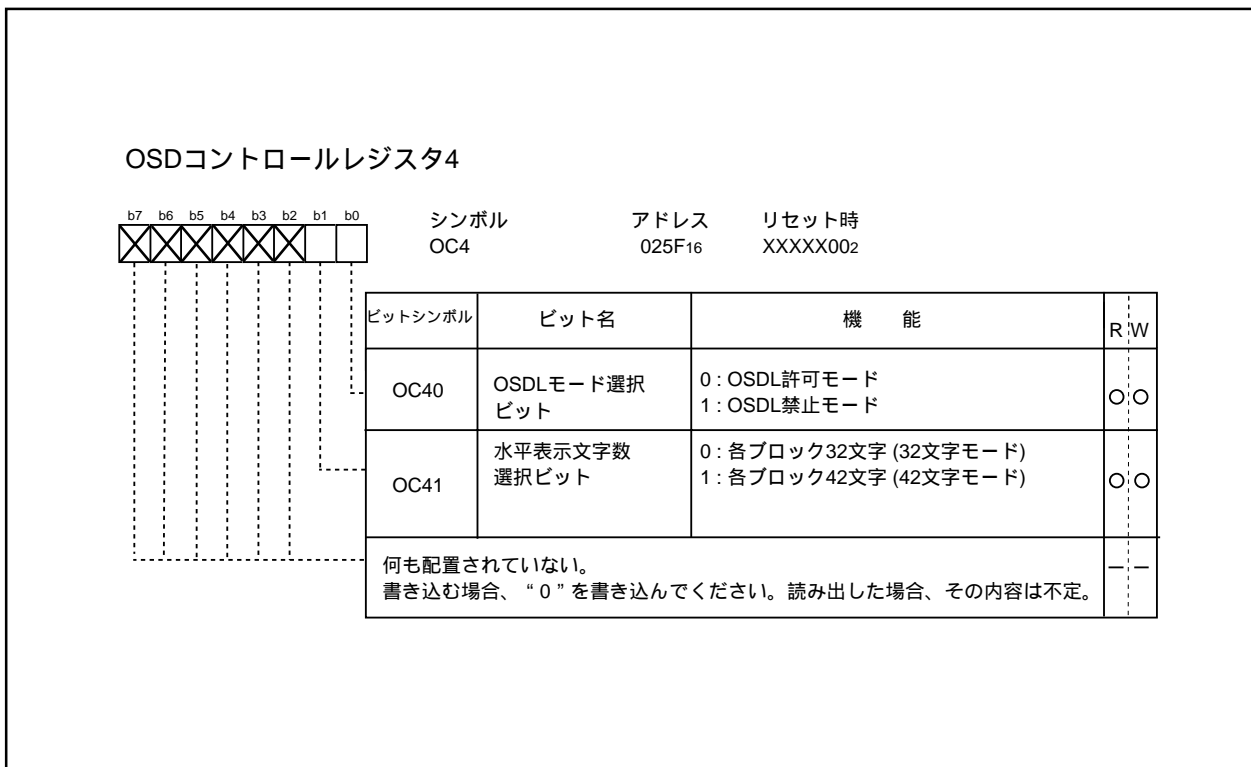 OSDコントロールレジスタ4
b7 b6 b5 b4 b3 b2 b1 b0
シンボル アドレス リセット時
OC4 025F16 XXXXX002
ビットシンボル ビット名 機 能 R W
OC40 OSDLモード選択 0 : OSDL許可モード ○ ○
ビット 1 : OSDL禁止モード
OC41 水平表示文字数 0 : 各ブロック32文字 (32文字モード) ○ ○
選択ビット 1 : 各ブロック42文字 (42文字モード)
何も配置されていない。 − −
書き込む場合、“ 0 ” を書き込んでください。読み出した場合、その内容は不定。